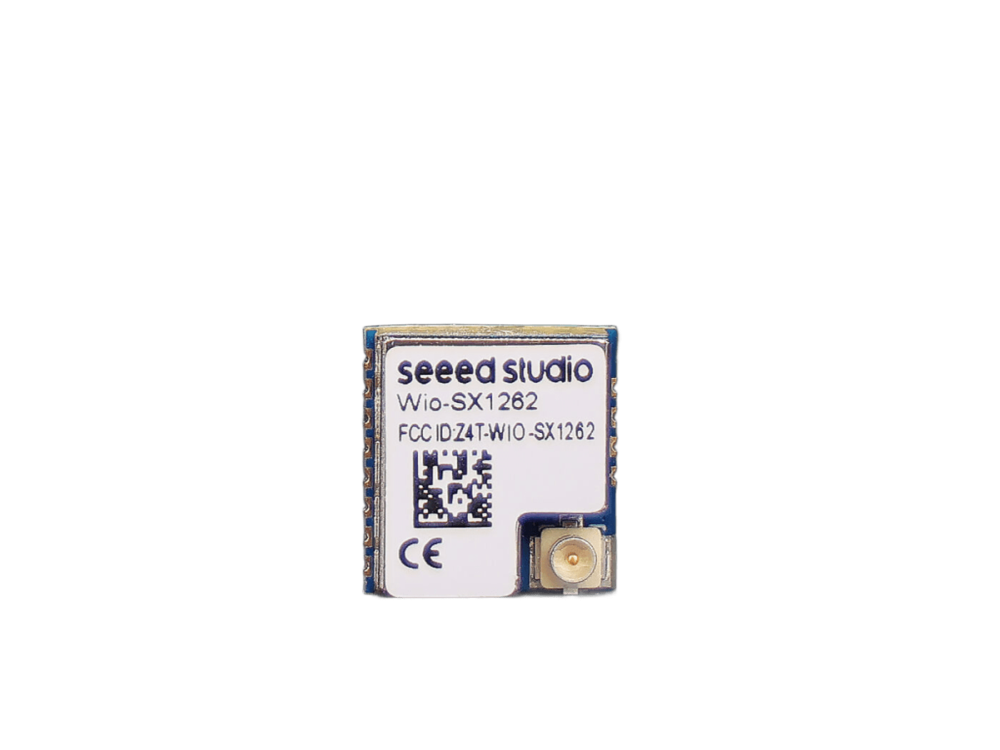 seeed studio
Wio-SX1262
FCC ID:Z4T-WIO-SX1262
CE